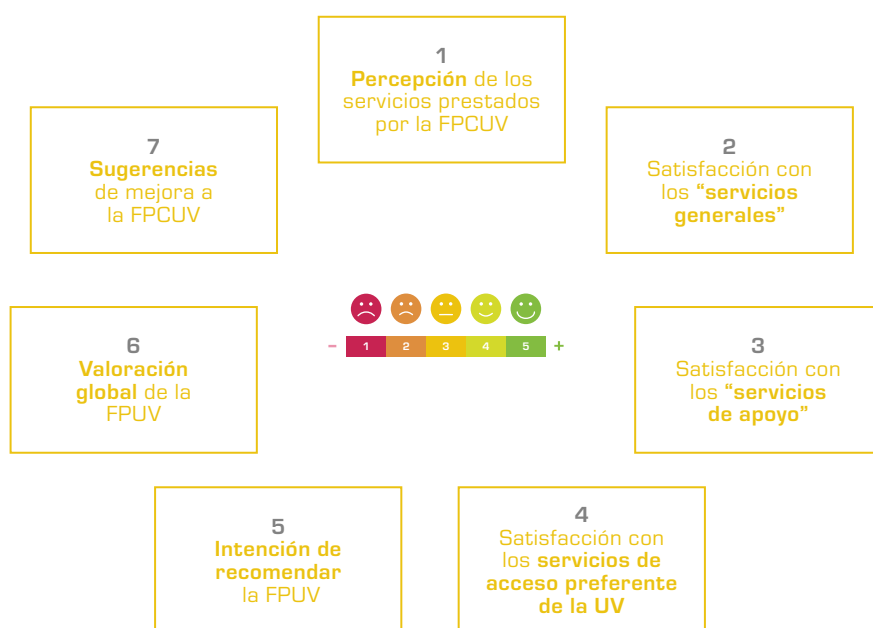 1
Percepción de los
servicios prestados
por la FPCUV
2
Satisfacción con
los “servicios
generales”
3
Satisfacción con
los “servicios
de apoyo”
4
Satisfacción con
los servicios de
acceso preferente
de la UV
5
Intención de
recomendar
la FPUV
6
Valoración
global de la
FPUV
7
Sugerencias
de mejora a
la FPCUV
– 1 2 3 4 5 +